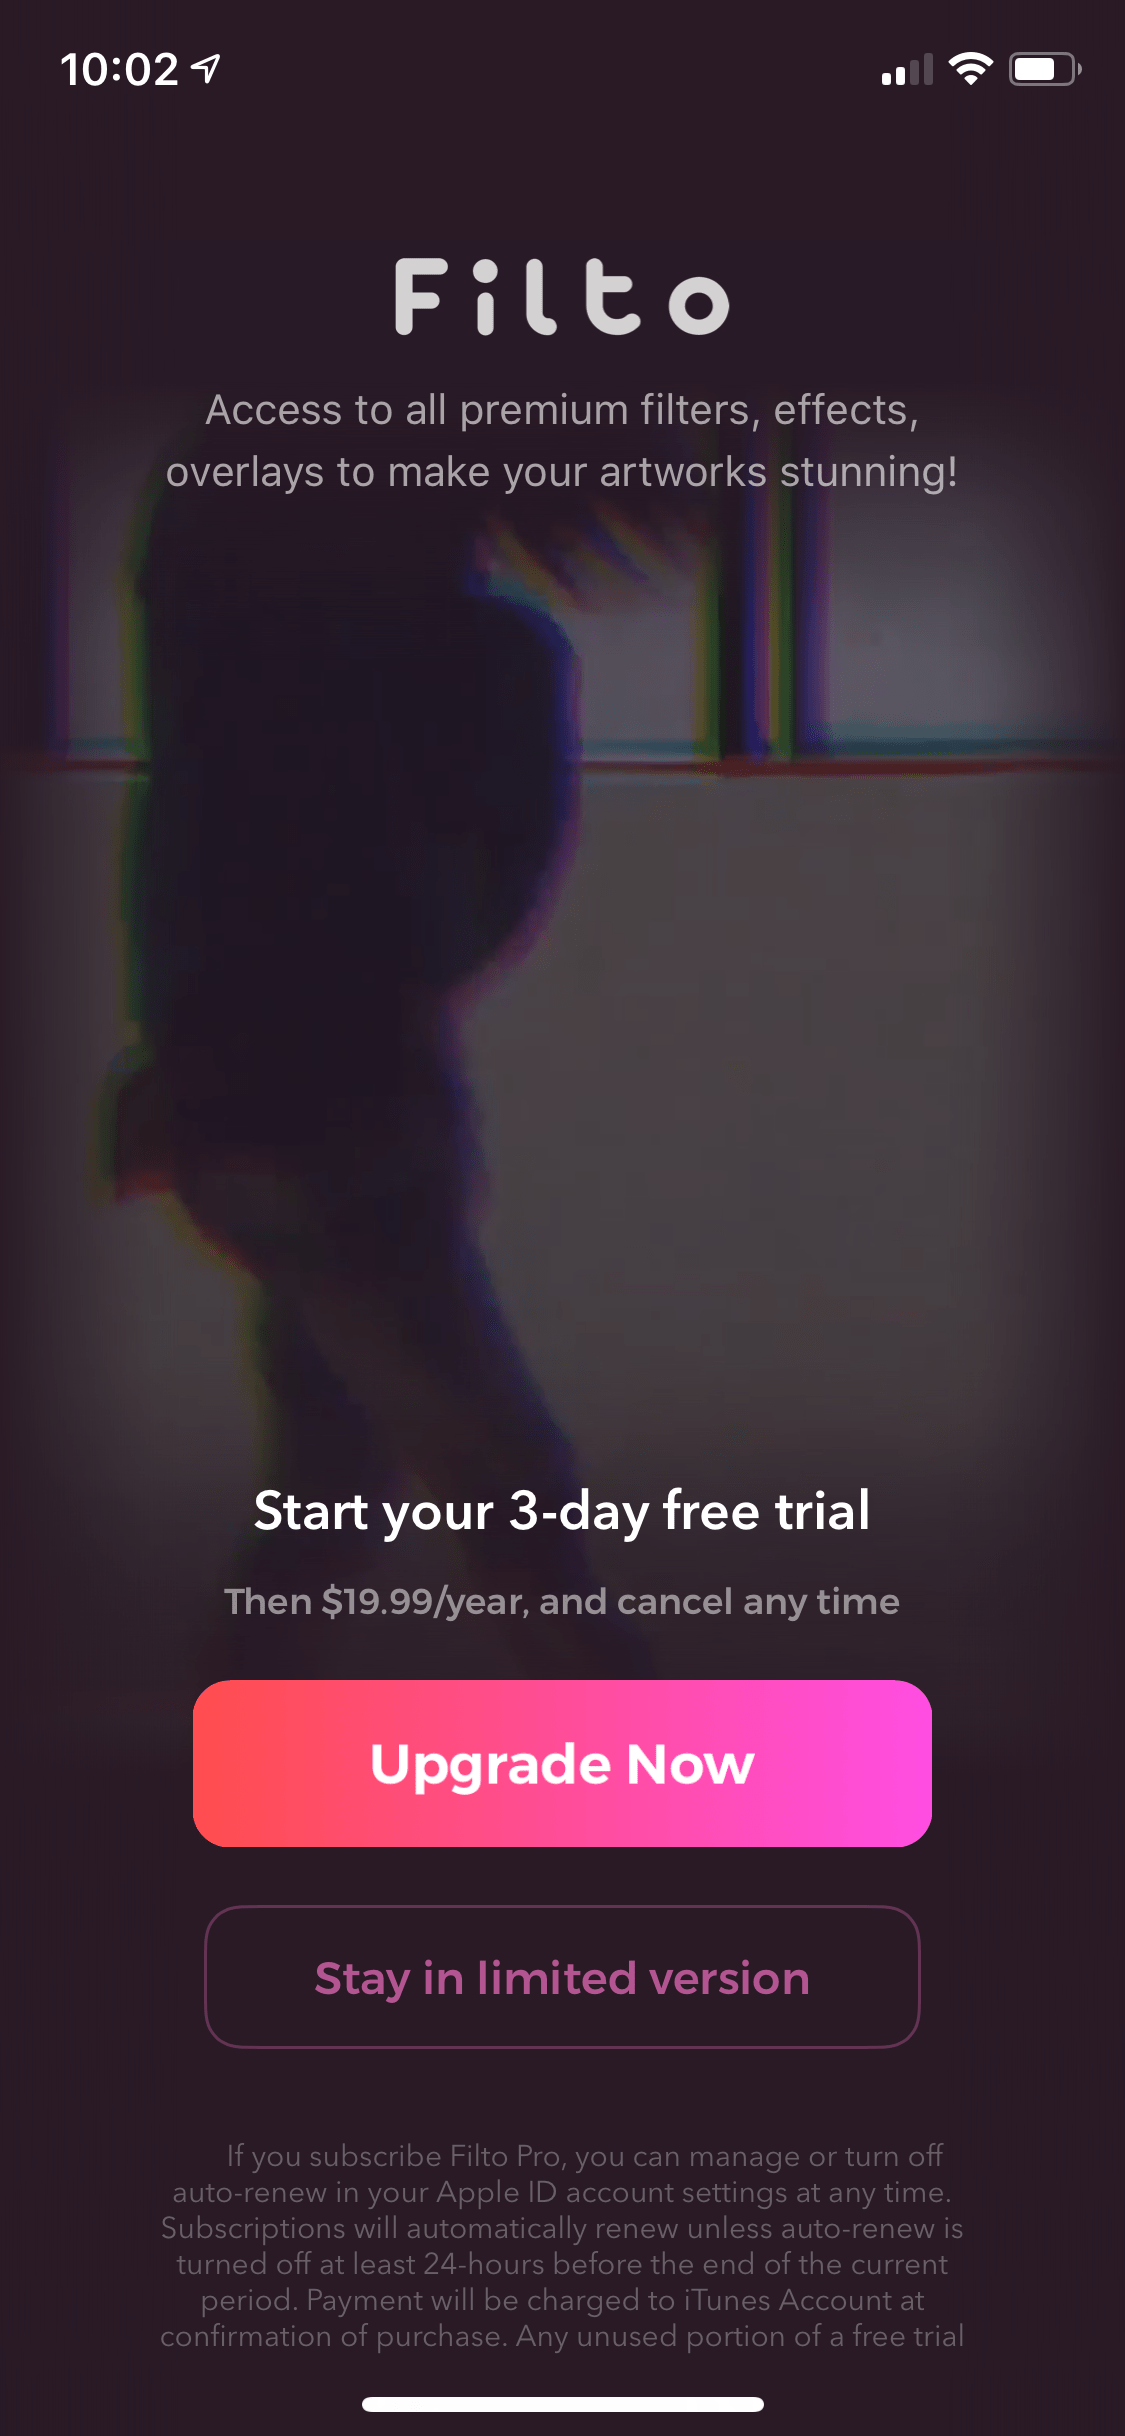 10:02
Filto
Access to all premium filters, effects,
overlays to make your artworks stunning!
Start your 3-day free trial
Then $19.99/year, and cancel any time
Upgrade Now
Stay in limited version
If you subscribe Filto Pro, you can manage or turn off
auto-renew in your Apple ID account settings at any time.
Subscriptions will automatically renew unless auto-renew is
turned off at least 24-hours before the end of the current
period. Payment will be charged to iTunes Account at
confirmation of purchase. Any unused portion of a free trial